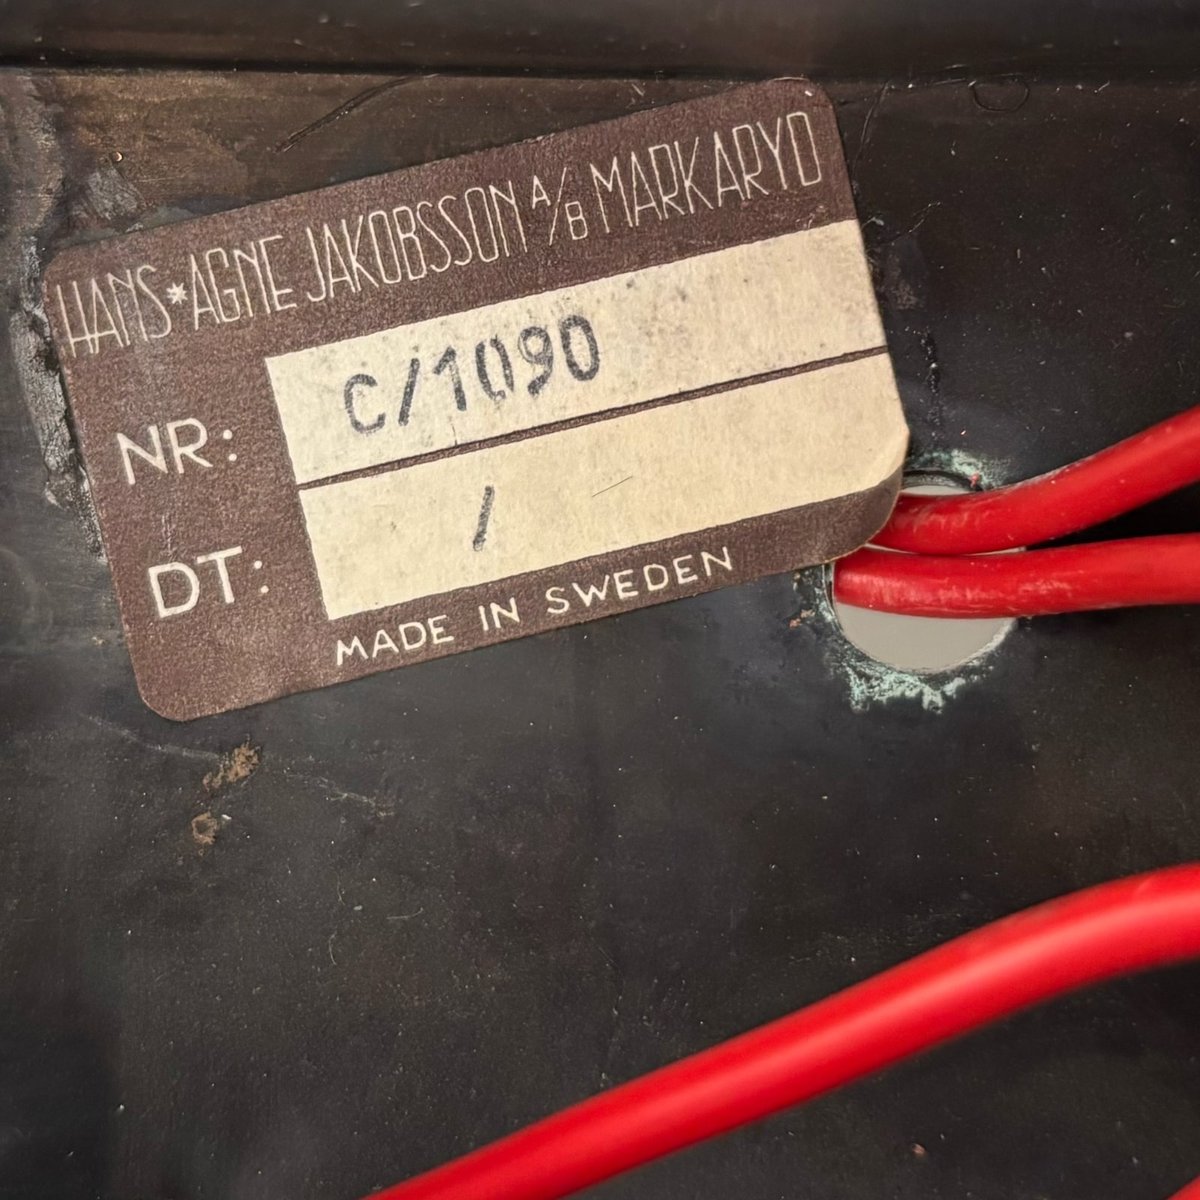 HANS*AGNE JAKOBSSON A/B MARKARYD
NR: C/1090
DT: /
MADE IN SWEDEN